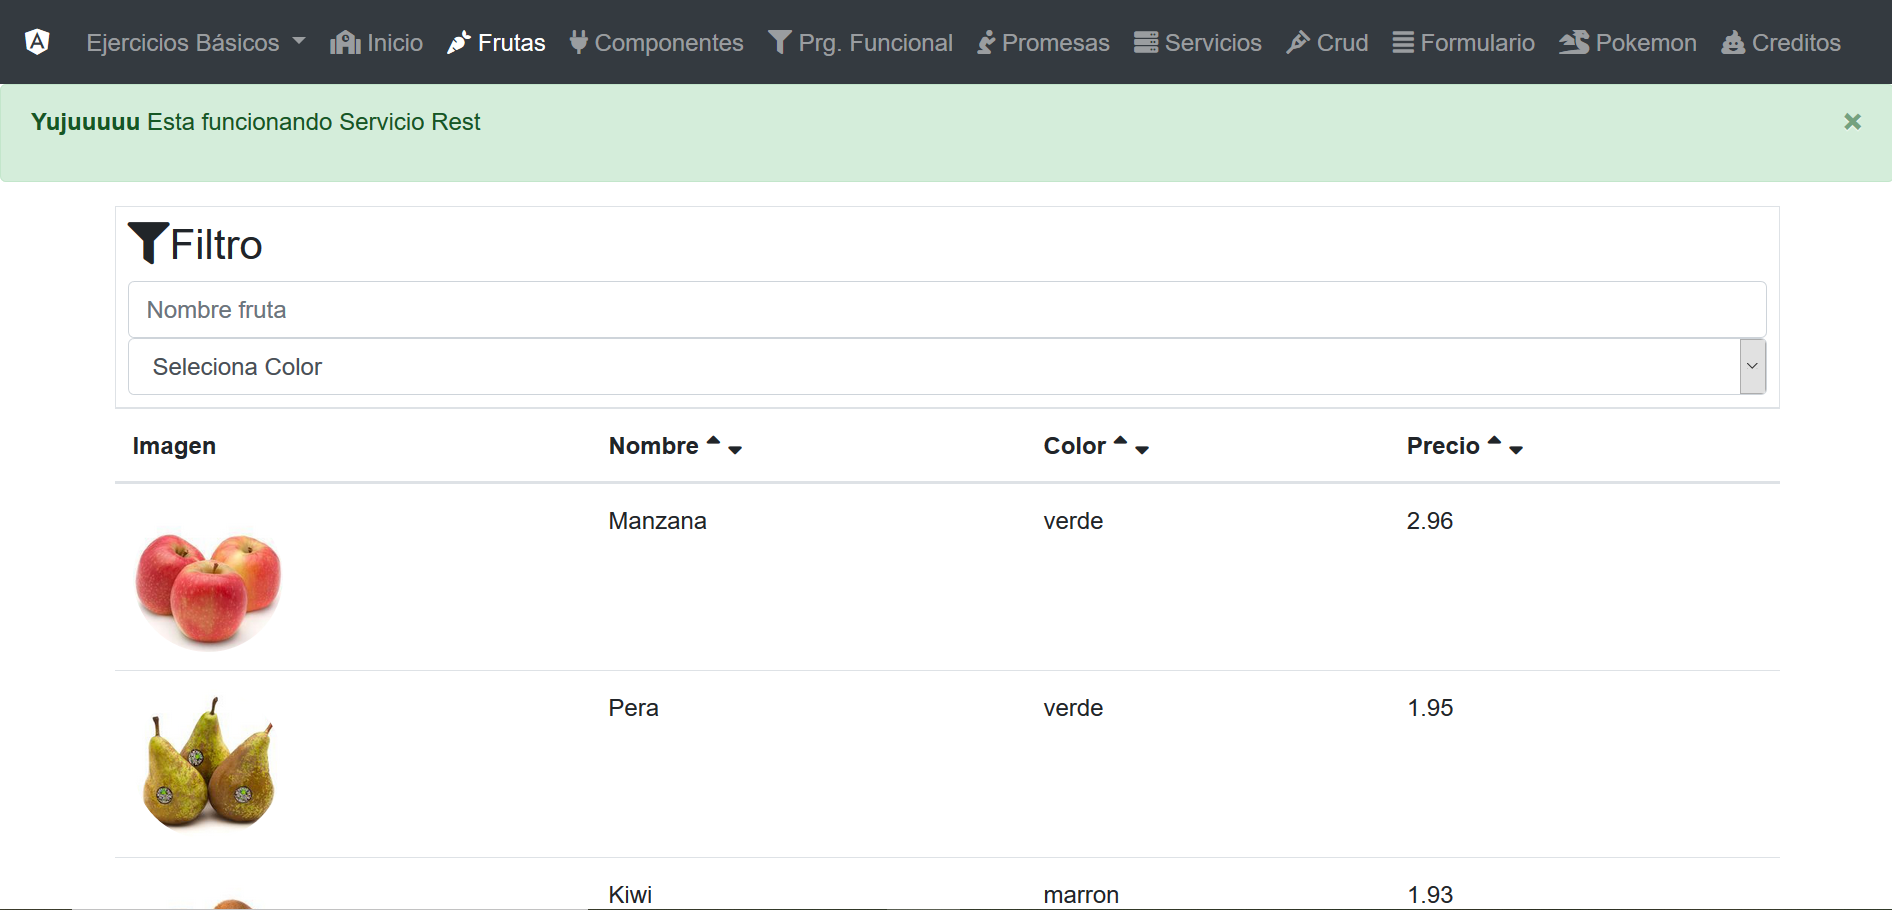 Ejercicios Básicos Inicio Frutas Componentes Prg. Funcional Promesas Servicios Crud Formulario Pokemon Creditos
Yujuuuuu Esta funcionando Servicio Rest ×
Filtro
Nombre fruta
Seleciona Color
Imagen Nombre Color Precio
Manzana verde 2.96
Pera verde 1.95
Kiwi marron 1.93